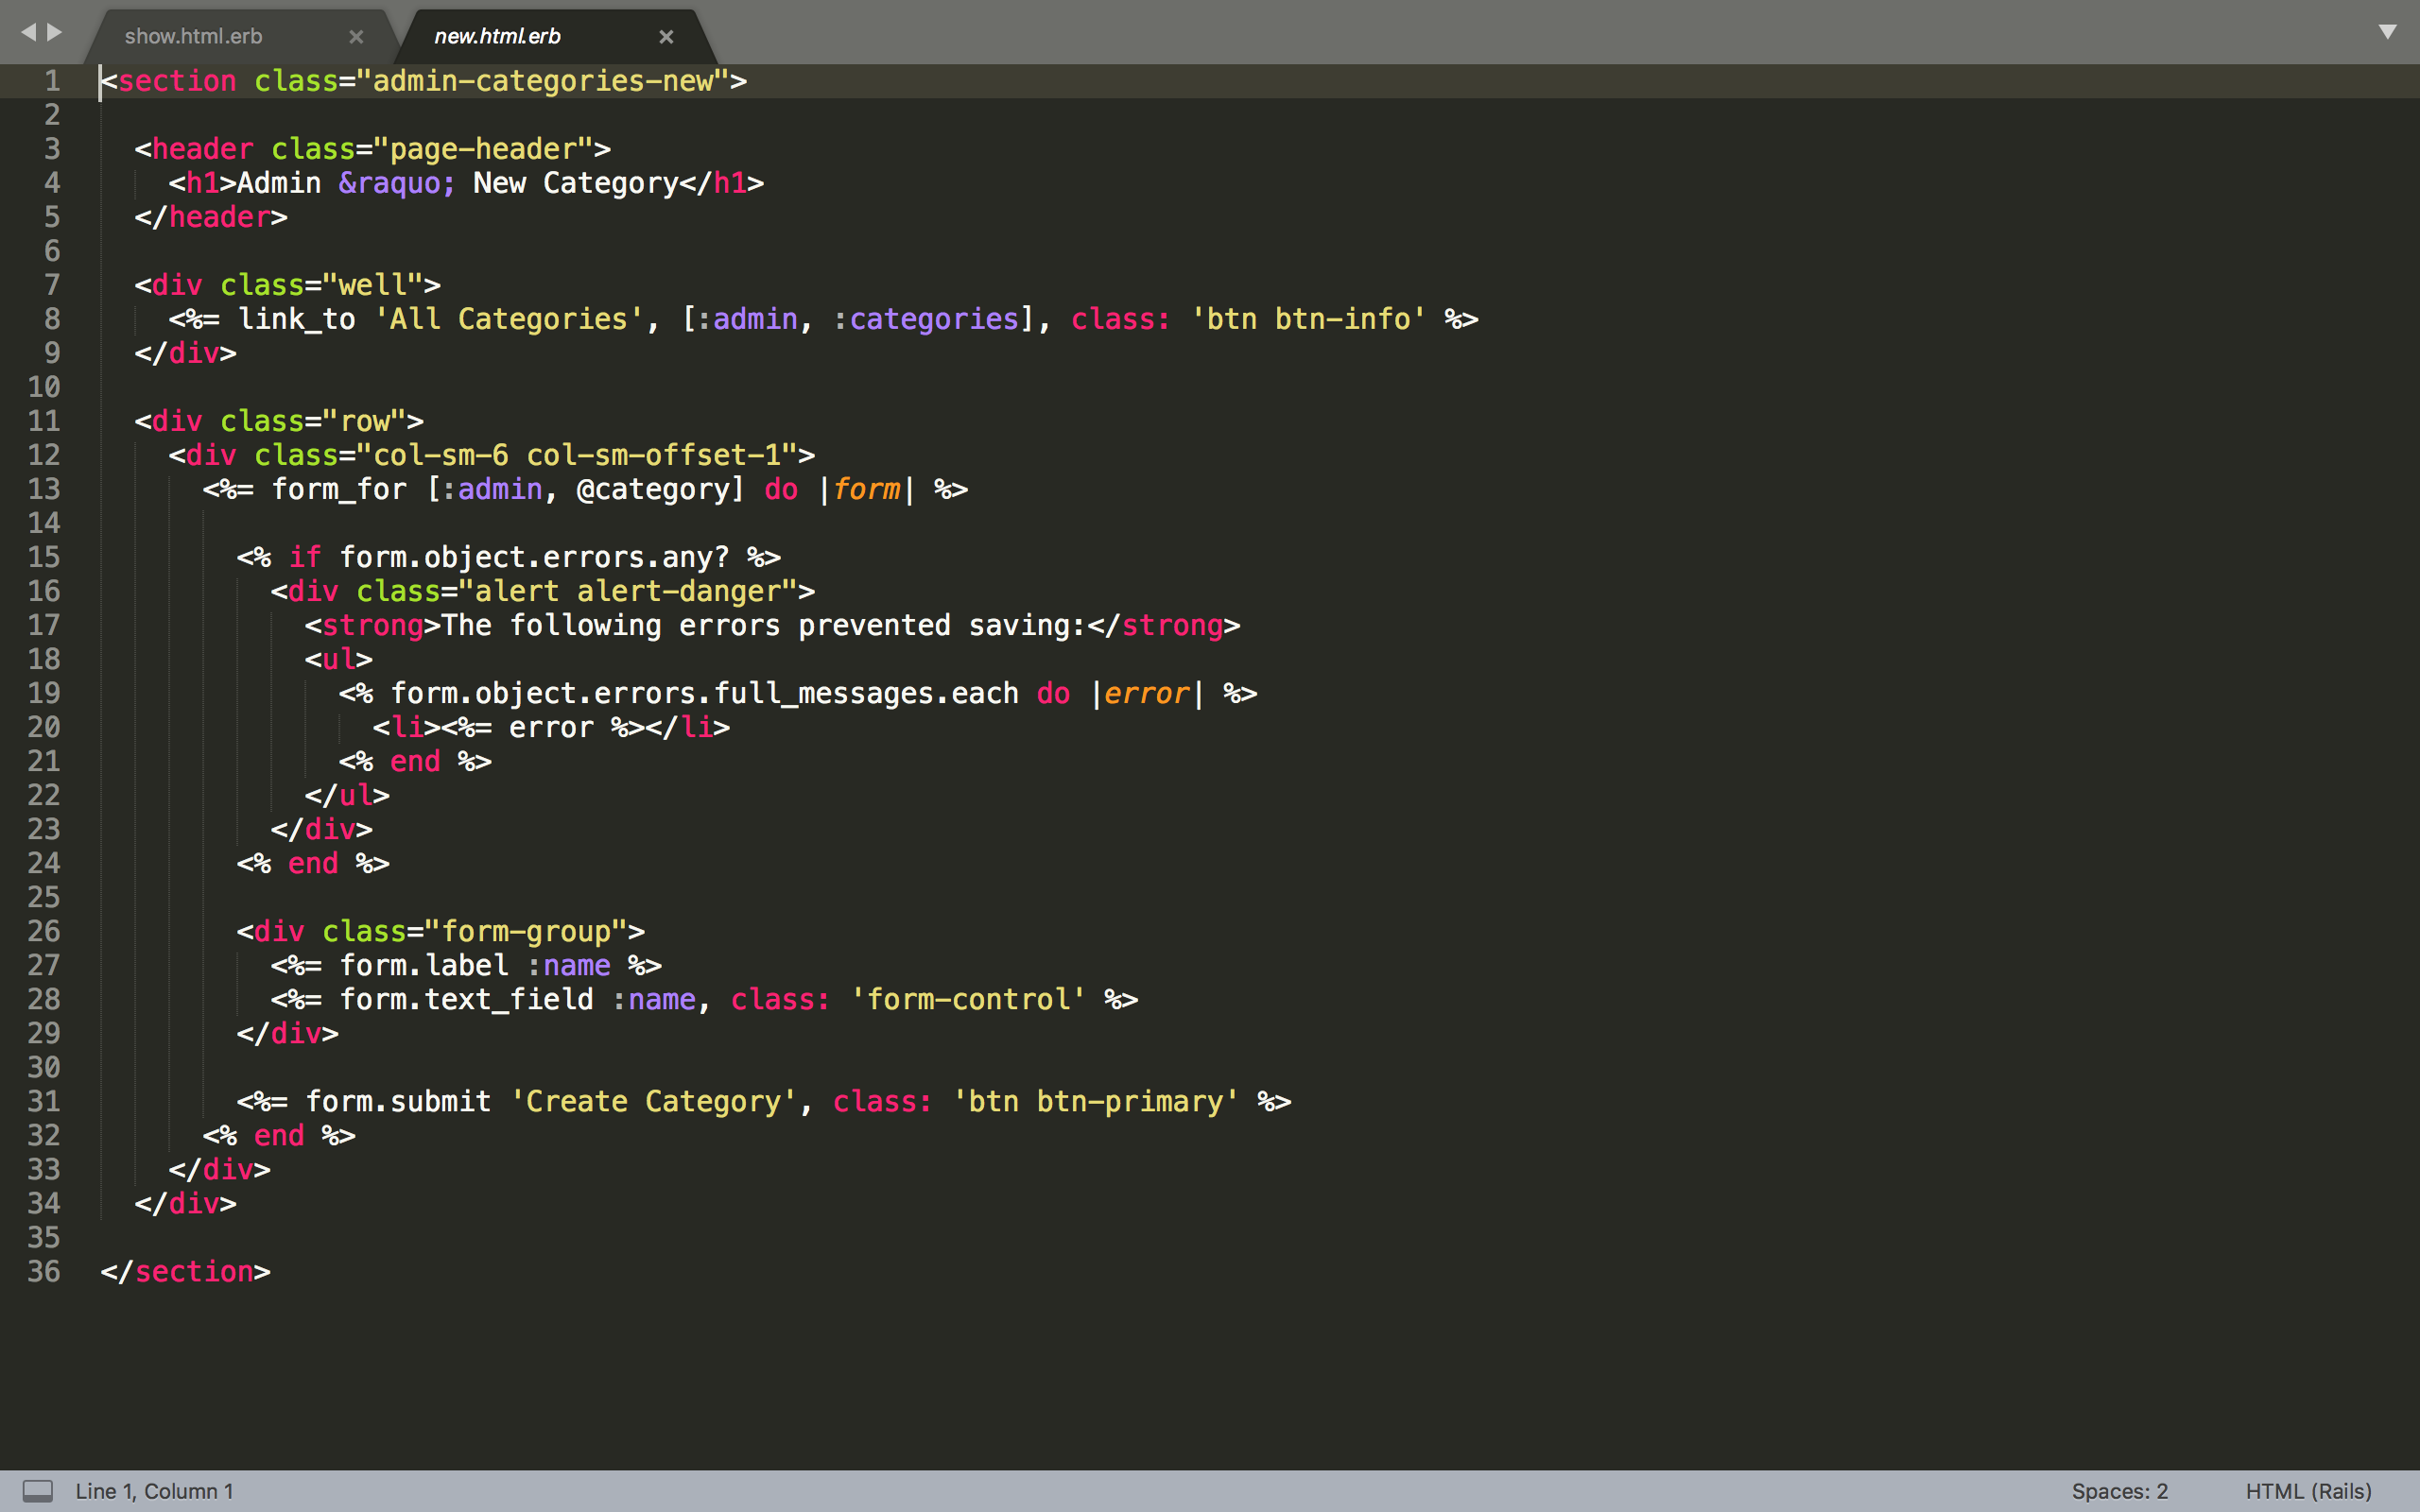 show.html.erb × new.html.erb ×
1 <section class="admin-categories-new">
2
3   <header class="page-header">
4     <h1>Admin &raquo; New Category</h1>
5   </header>
6
7   <div class="well">
8     <%= link_to 'All Categories', [:admin, :categories], class: 'btn btn-info' %>
9   </div>
10
11   <div class="row">
12     <div class="col-sm-6 col-sm-offset-1">
13       <%= form_for [:admin, @category] do |form| %>
14
15         <% if form.object.errors.any? %>
16           <div class="alert alert-danger">
17             <strong>The following errors prevented saving:</strong>
18             <ul>
19               <% form.object.errors.full_messages.each do |error| %>
20                 <li><%= error %></li>
21               <% end %>
22             </ul>
23           </div>
24         <% end %>
25
26         <div class="form-group">
27           <%= form.label :name %>
28           <%= form.text_field :name, class: 'form-control' %>
29         </div>
30
31         <%= form.submit 'Create Category', class: 'btn btn-primary' %>
32       <% end %>
33     </div>
34   </div>
35
36 </section>
Line 1, Column 1 Spaces: 2 HTML (Rails)